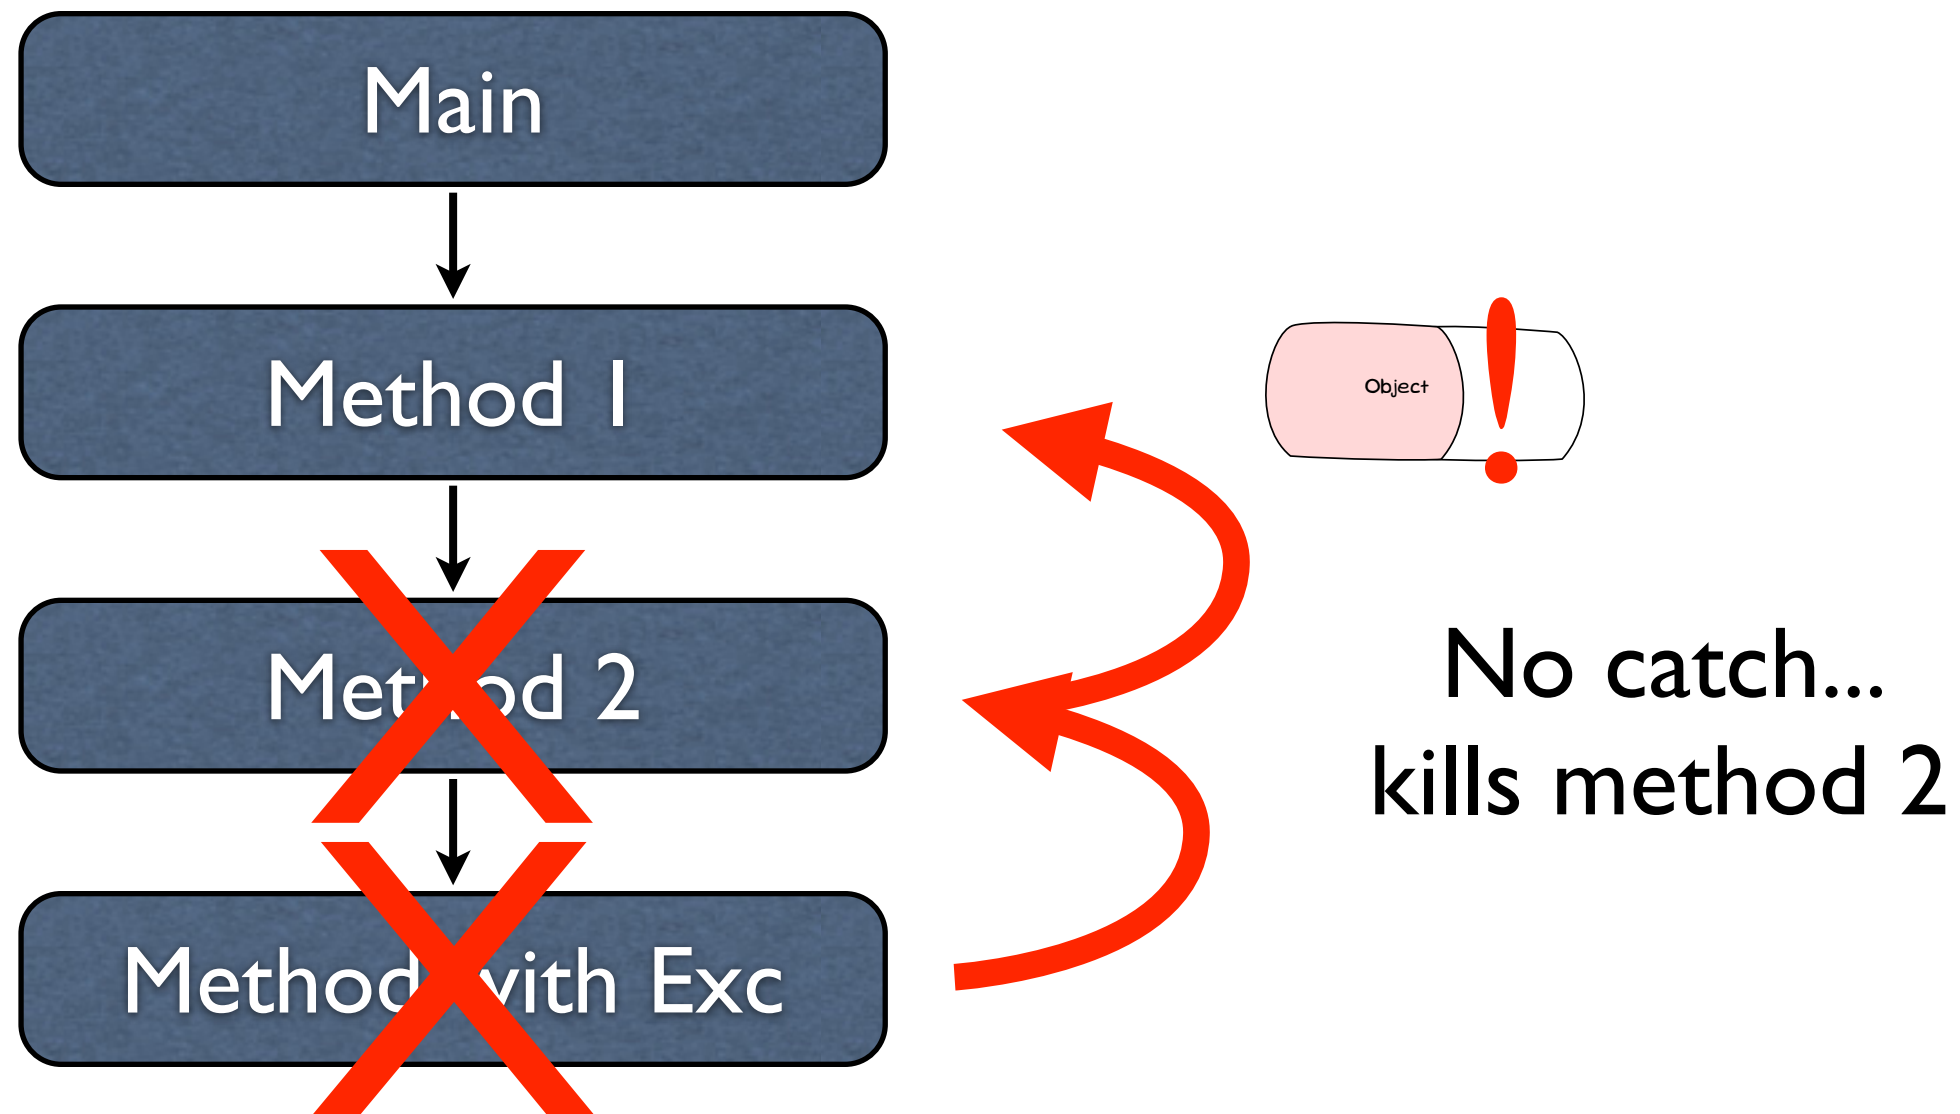 Main
Method 1
Object
Method 2
No catch...
kills method 2
Method with Exc